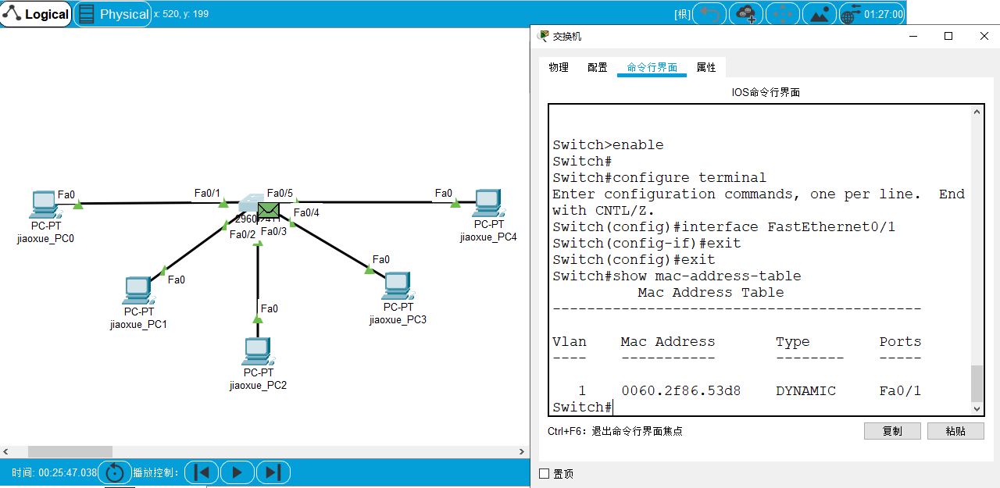 Logical
Physical
x: 520, y: 199
[根]
01:27:00
交换机
物理
配置
命令行界面
属性
IOS命令行界面
Switch>enable
Switch#
Switch#configure terminal
Enter configuration commands, one per line.  End
with CNTL/Z.
Switch(config)#interface FastEthernet0/1
Switch(config-if)#exit
Switch(config)#exit
Switch#show mac-address-table
Mac Address Table
-------------------------------------------
Vlan    Mac Address       Type        Ports
----    -----------       --------    -----
1    0060.2f86.53d8    DYNAMIC     Fa0/1
Switch#
Ctrl+F6：退出命令行界面焦点
复制
粘贴
置顶
Fa0
Fa0/1
Fa0/5
Fa0
Fa0/4
Fa0/2
Fa0/3
PC-PT
jiaoxue_PC0
PC-PT
jiaoxue_PC4
Fa0
Fa0
PC-PT
jiaoxue_PC1
PC-PT
jiaoxue_PC3
Fa0
PC-PT
jiaoxue_PC2
时间: 00:25:47.038
播放控制：